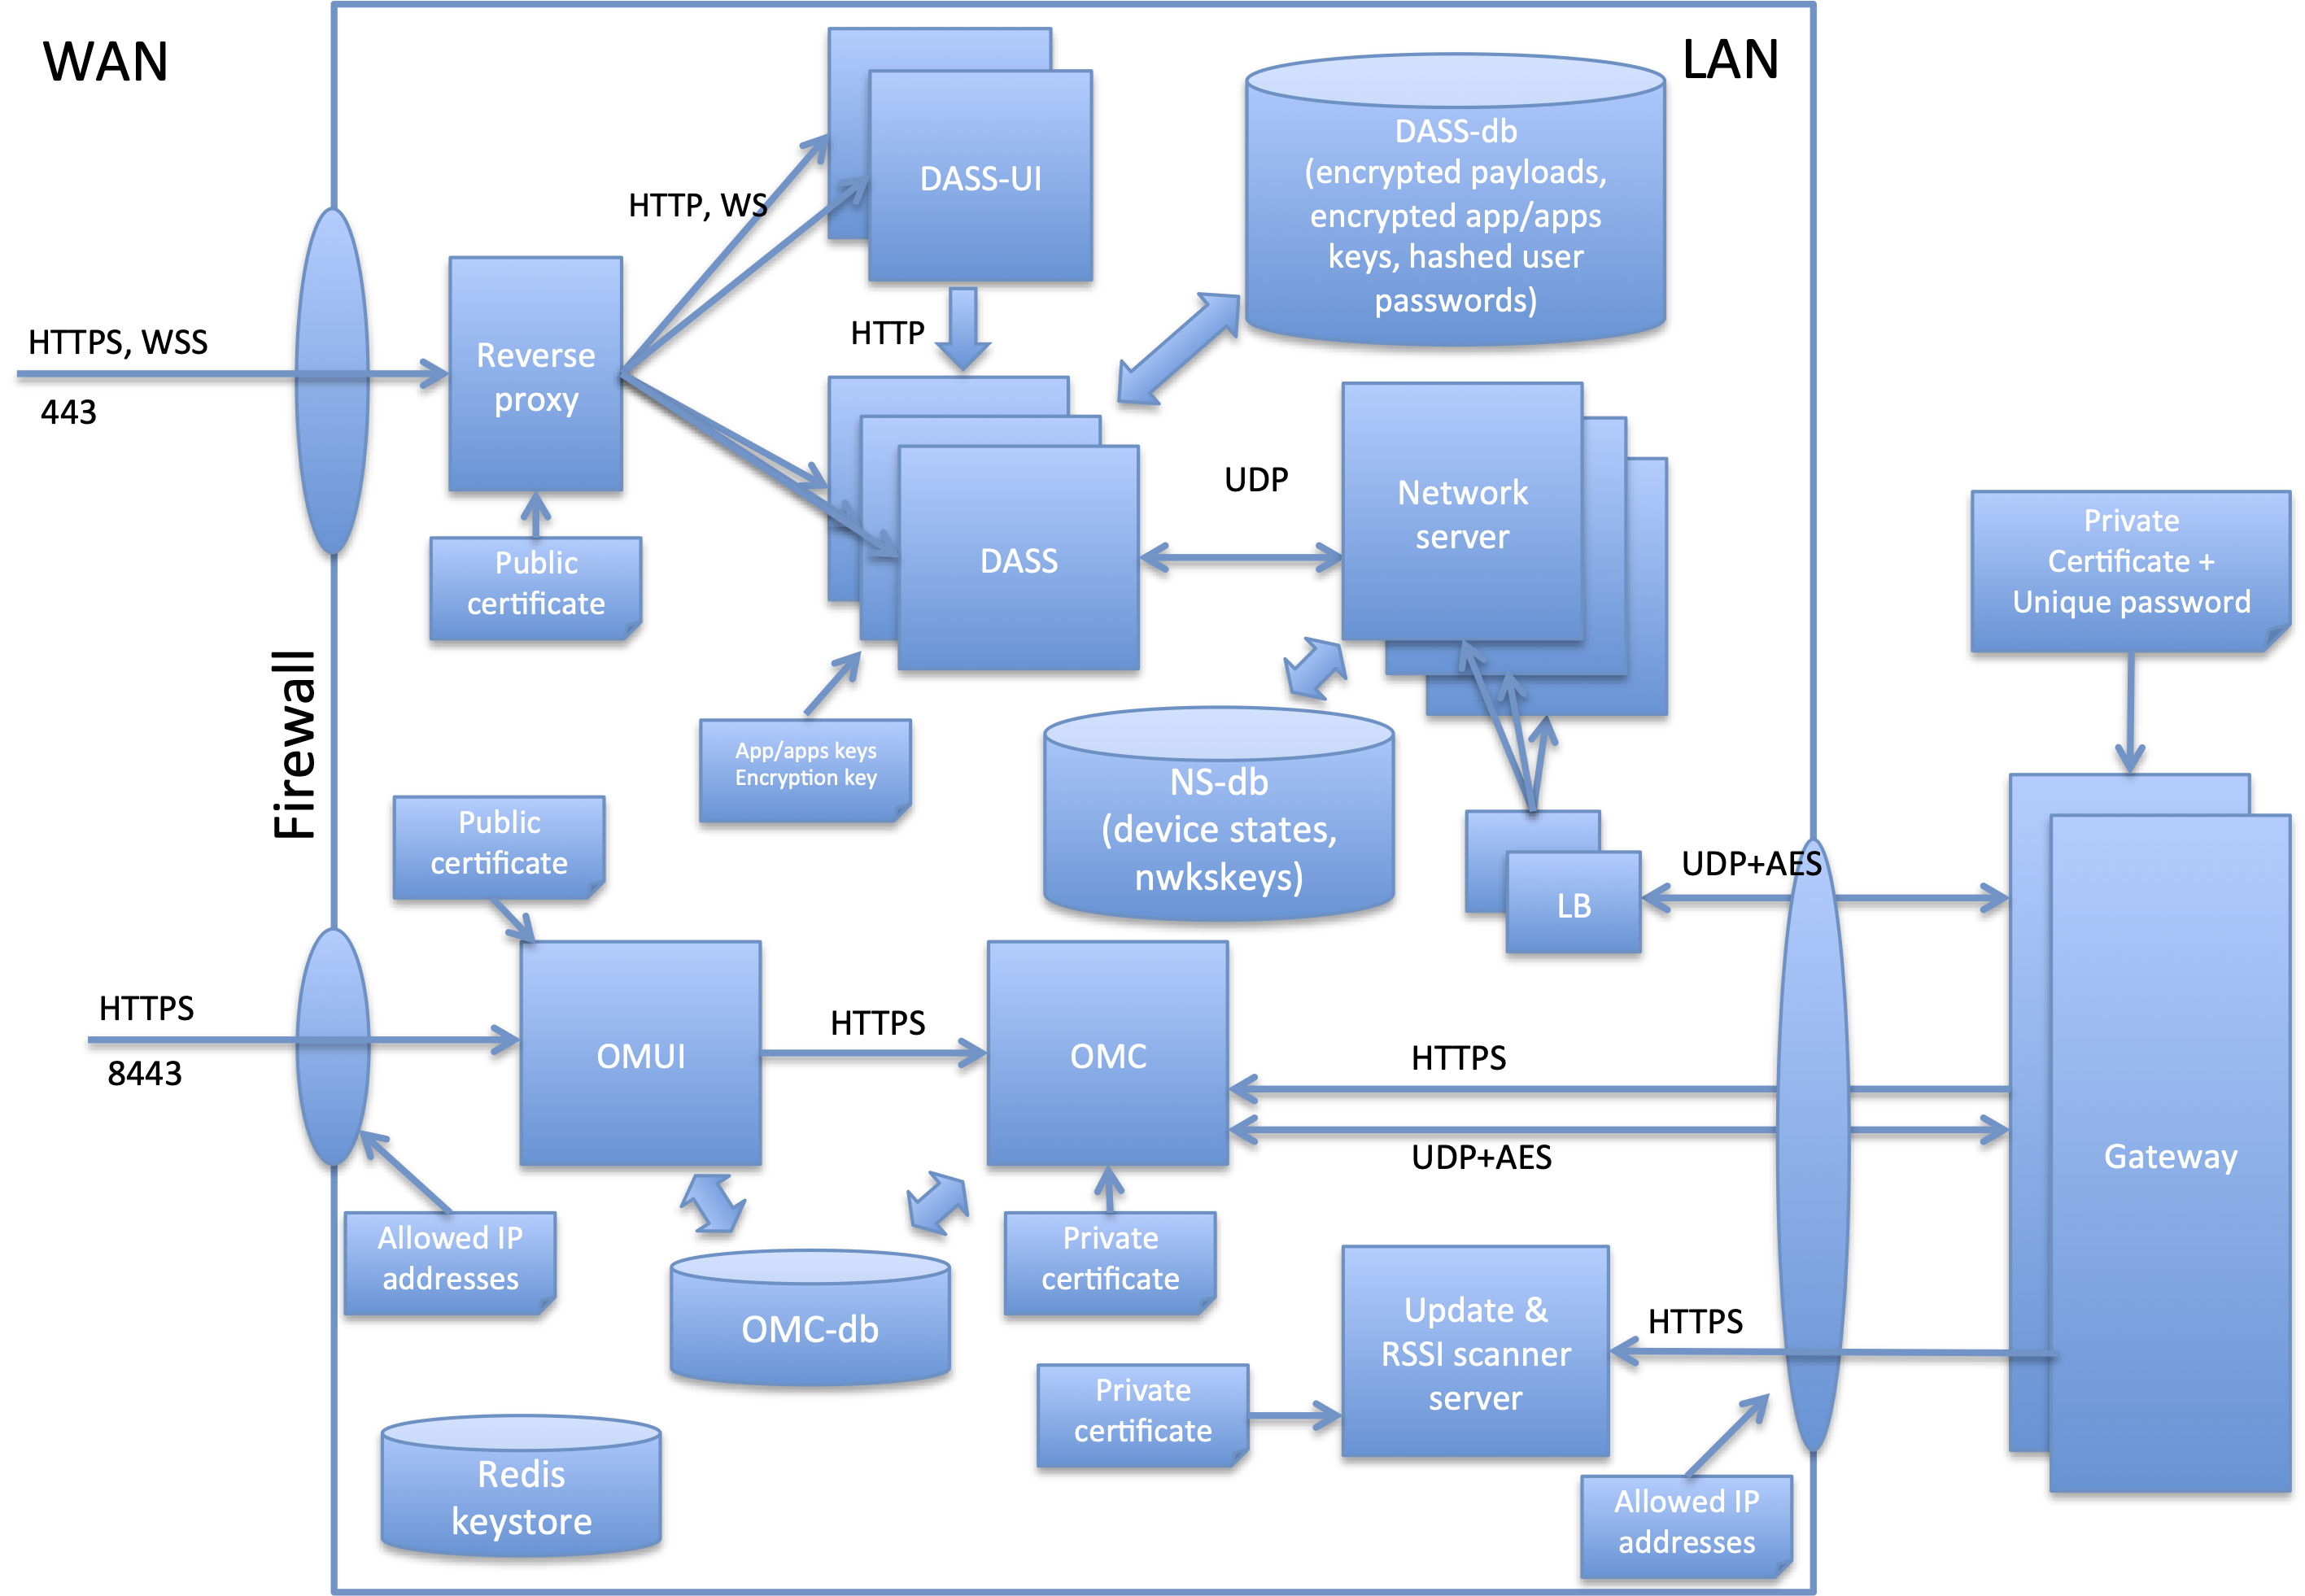 WAN
LAN
DASS-UI
DASS-db
(encrypted payloads,
encrypted app/apps
keys, hashed user
passwords)
HTTP, WS
HTTPS, WSS
443
Reverse
proxy
HTTP
Public
certificate
DASS
UDP
Network
server
Private
Certificate +
Unique password
Firewall
App/apps keys
Encryption key
NS-db
(device states,
nwkskeys)
Public
certificate
LB
UDP+AES
HTTPS
8443
OMUI
HTTPS
OMC
HTTPS
UDP+AES
Gateway
Allowed IP
addresses
OMC-db
Private
certificate
Update &
RSSI scanner
server
HTTPS
Private
certificate
Redis
keystore
Allowed IP
addresses